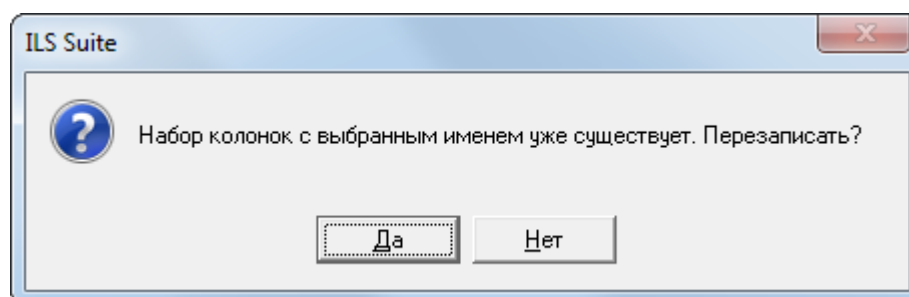 ILS Suite
Набор колонок с выбранным именем уже существует. Перезаписать?
Да
Нет